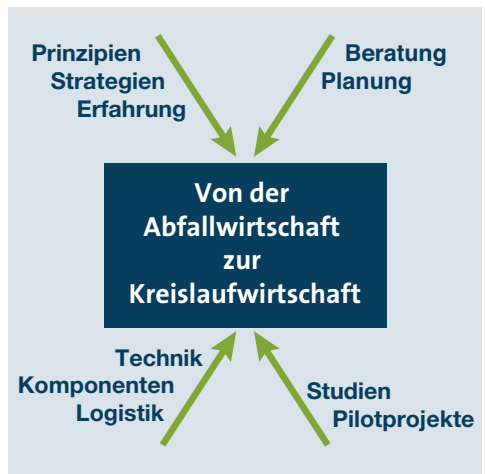 Prinzipien
Strategien
Erfahrung
Beratung
Planung
Von der
Abfallwirtschaft
zur
Kreislaufwirtschaft
Technik
Komponenten
Logistik
Studien
Pilotprojekte